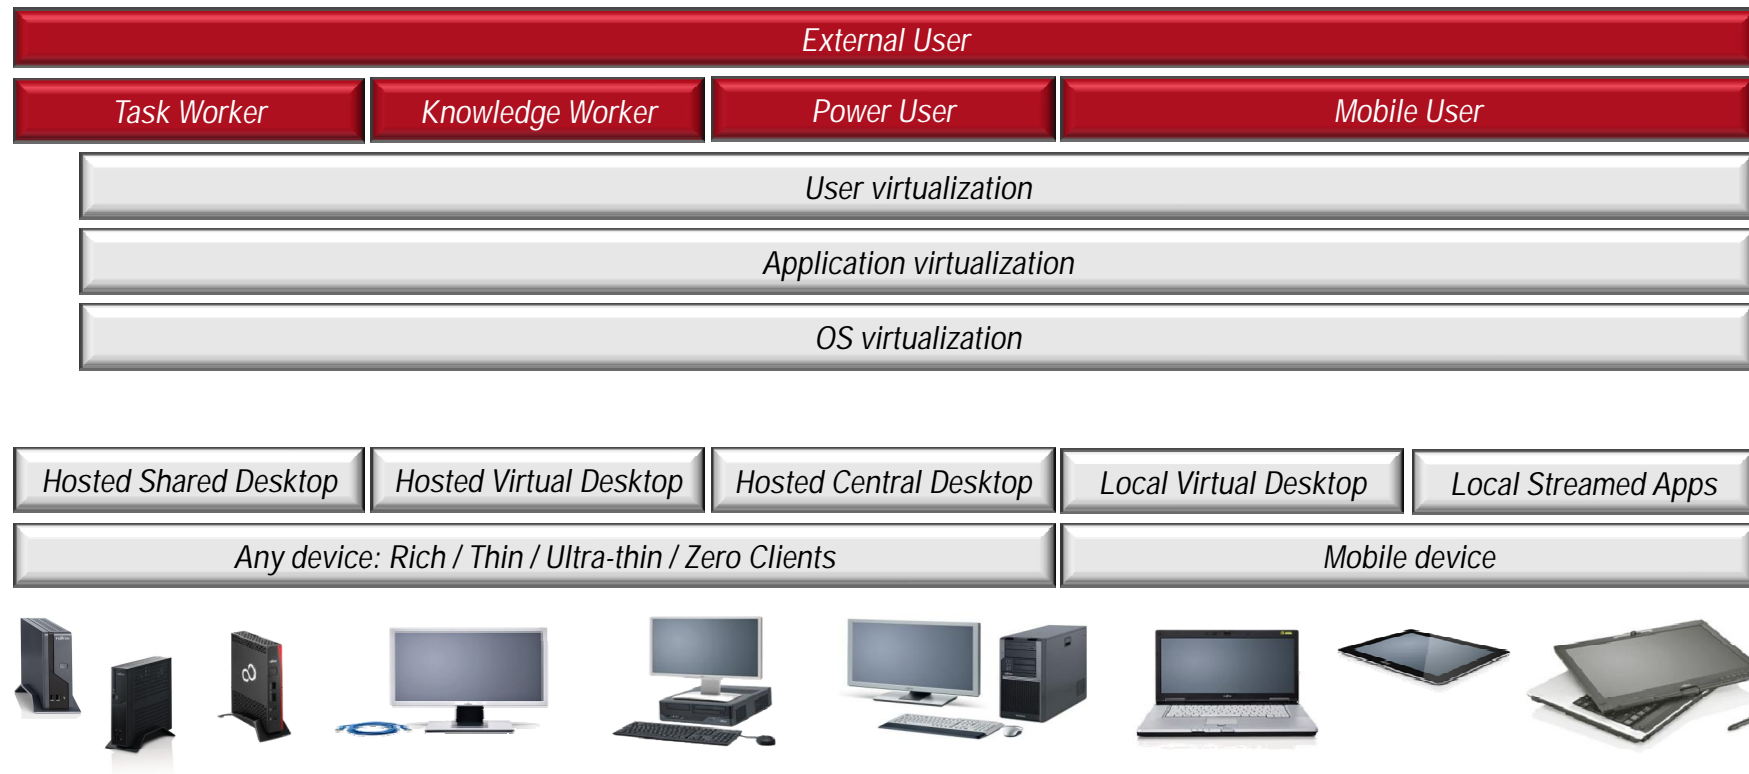 External User
Task Worker
Knowledge Worker
Power User
Mobile User
User virtualization
Application virtualization
OS virtualization
Hosted Shared Desktop
Hosted Virtual Desktop
Hosted Central Desktop
Local Virtual Desktop
Local Streamed Apps
Any device: Rich / Thin / Ultra-thin / Zero Clients
Mobile device